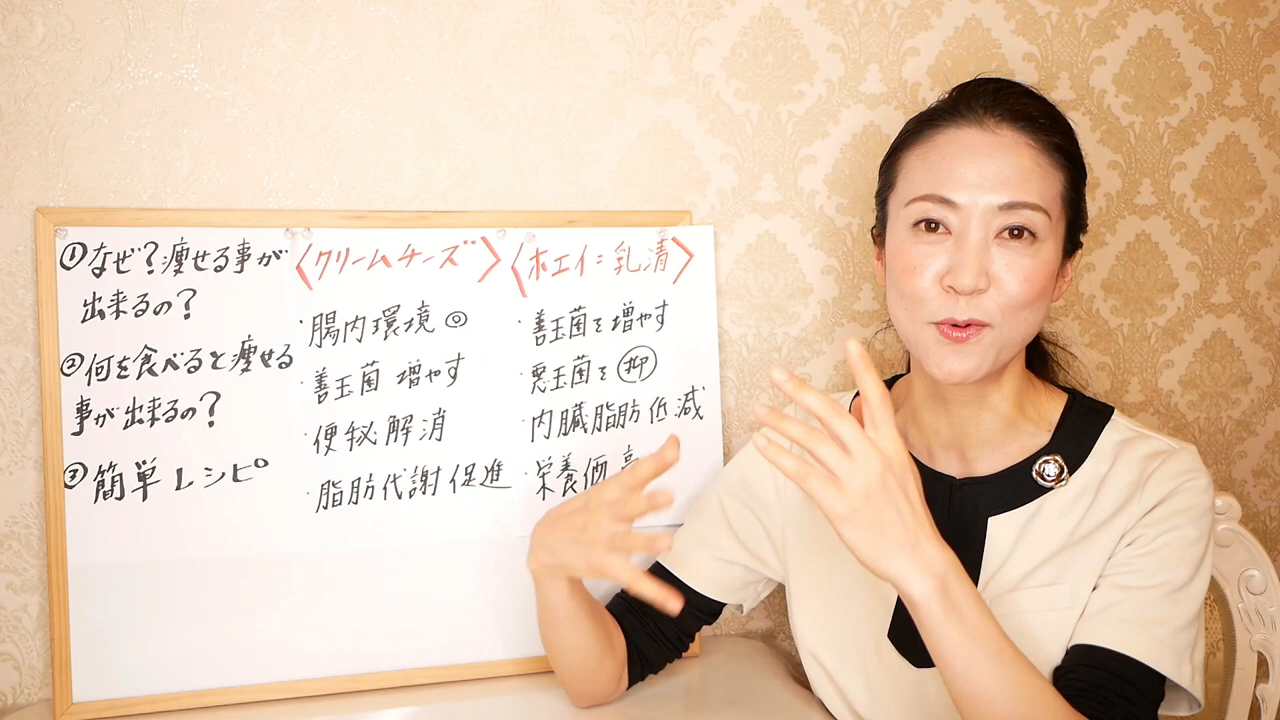 ①なぜ?痩せる事が
出来るの?
②何を食べると痩せる
事が出来るの?
③簡単レシピ
〈クリームチーズ〉
・腸内環境◎
・善玉菌増やす
・便秘解消
・脂肪代謝促進
〈ホエイ=乳清〉
・善玉菌を増やす
・悪玉菌を抑
・内臓脂肪低減
・栄養価高